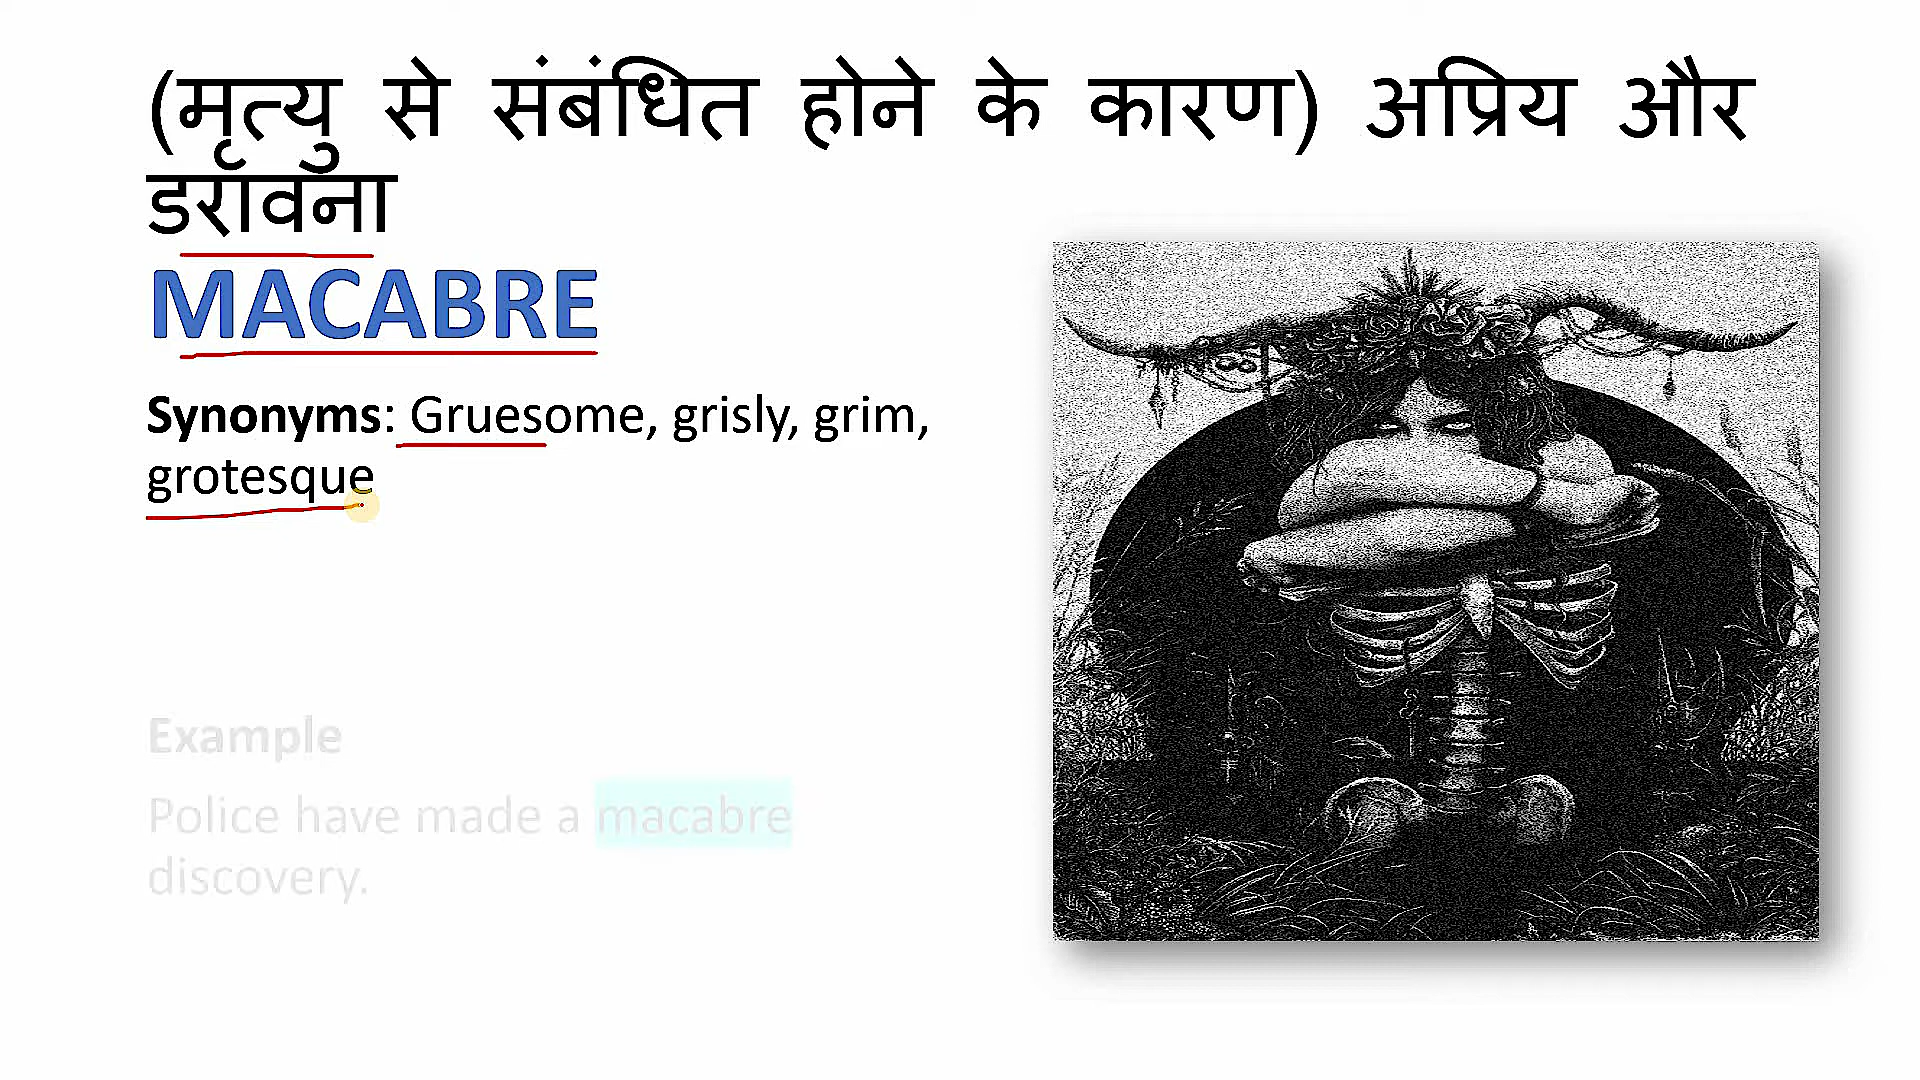 (मृत्यु से संबंधित होने के कारण) अप्रिय और
डरावना
MACABRE
Synonyms: Gruesome, grisly, grim,
grotesque
Example
Police have made a macabre
discovery.